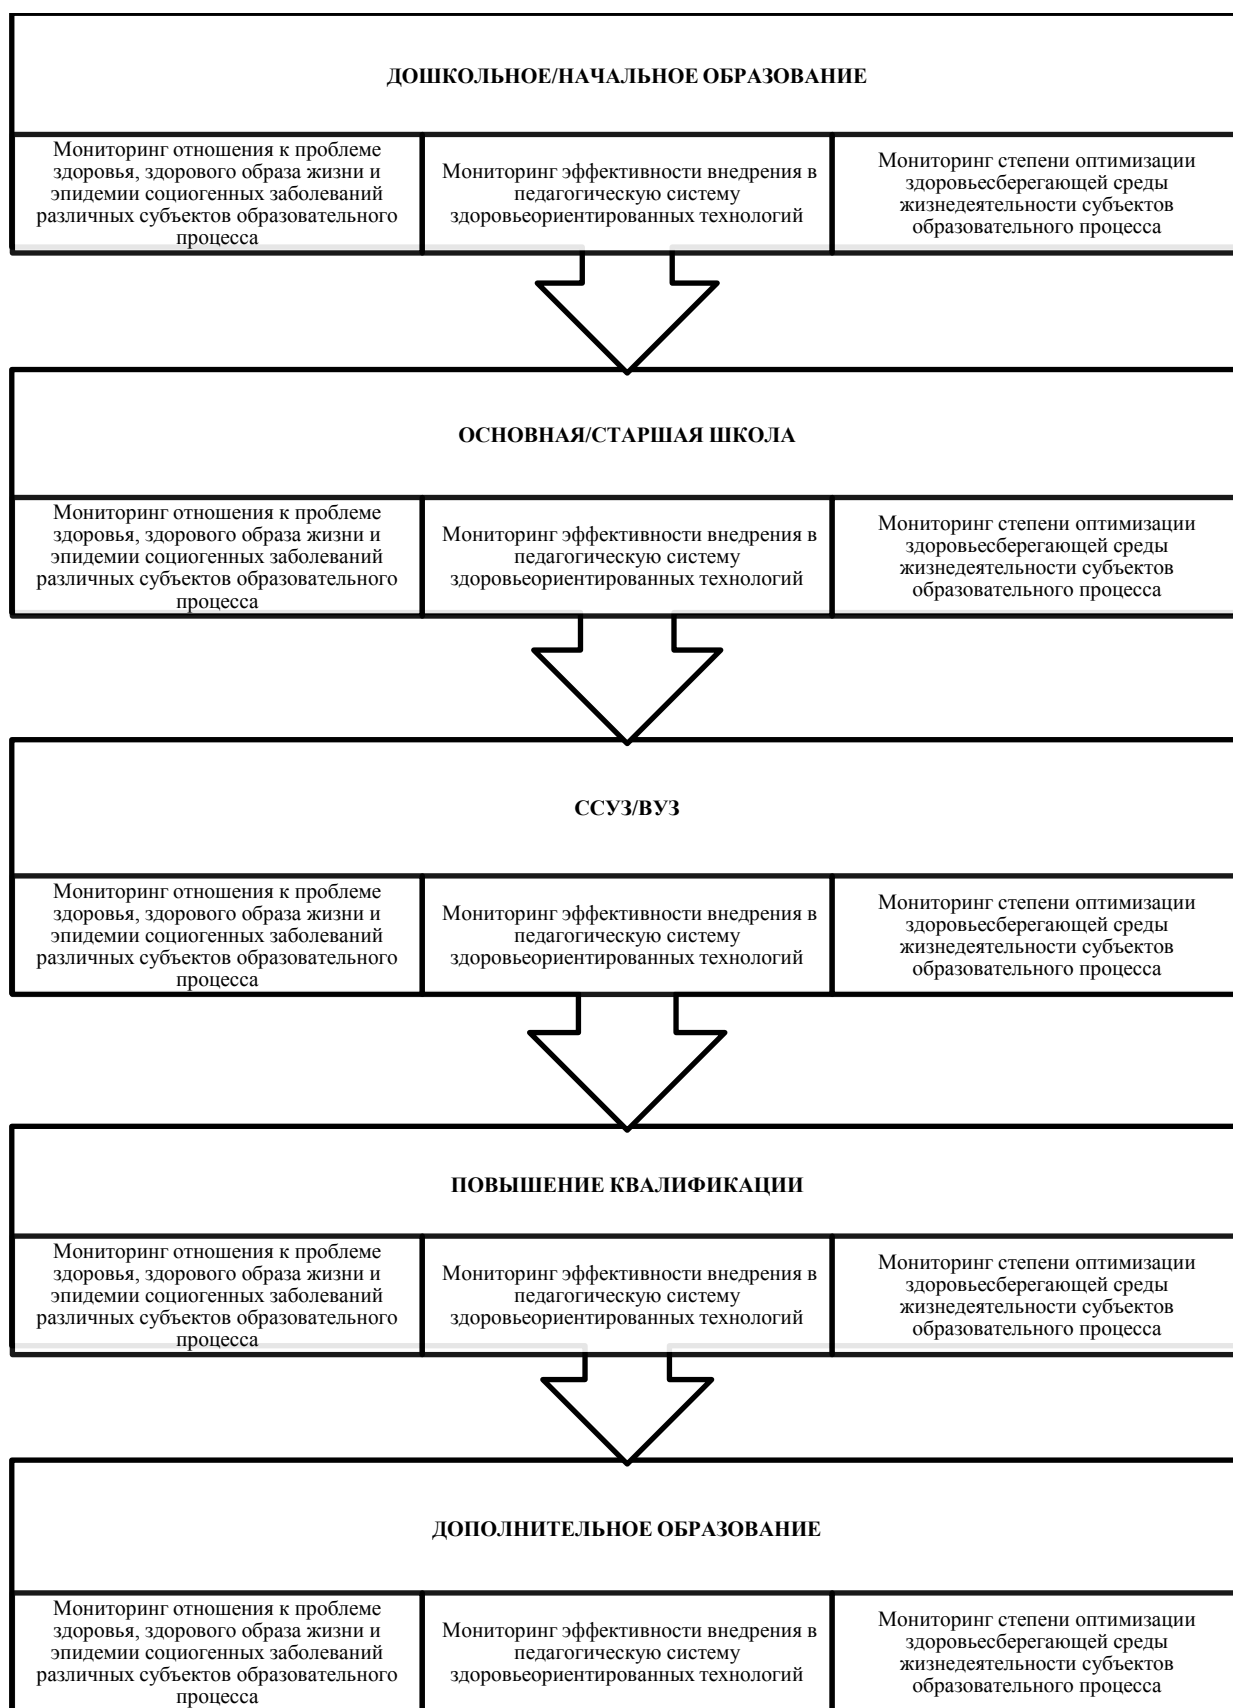 ДОШКОЛЬНОЕ/НАЧАЛЬНОЕ ОБРАЗОВАНИЕ
Мониторинг отношения к проблеме
здоровья, здорового образа жизни и
эпидемии социогенных заболеваний
различных субъектов образовательного
процесса
Мониторинг эффективности внедрения в
педагогическую систему
здоровьеориентированных технологий
Мониторинг степени оптимизации
здоровьесберегающей среды
жизнедеятельности субъектов
образовательного процесса
ОСНОВНАЯ/СТАРШАЯ ШКОЛА
Мониторинг отношения к проблеме
здоровья, здорового образа жизни и
эпидемии социогенных заболеваний
различных субъектов образовательного
процесса
Мониторинг эффективности внедрения в
педагогическую систему
здоровьеориентированных технологий
Мониторинг степени оптимизации
здоровьесберегающей среды
жизнедеятельности субъектов
образовательного процесса
ССУЗ/ВУЗ
Мониторинг отношения к проблеме
здоровья, здорового образа жизни и
эпидемии социогенных заболеваний
различных субъектов образовательного
процесса
Мониторинг эффективности внедрения в
педагогическую систему
здоровьеориентированных технологий
Мониторинг степени оптимизации
здоровьесберегающей среды
жизнедеятельности субъектов
образовательного процесса
ПОВЫШЕНИЕ КВАЛИФИКАЦИИ
Мониторинг отношения к проблеме
здоровья, здорового образа жизни и
эпидемии социогенных заболеваний
различных субъектов образовательного
процесса
Мониторинг эффективности внедрения в
педагогическую систему
здоровьеориентированных технологий
Мониторинг степени оптимизации
здоровьесберегающей среды
жизнедеятельности субъектов
образовательного процесса
ДОПОЛНИТЕЛЬНОЕ ОБРАЗОВАНИЕ
Мониторинг отношения к проблеме
здоровья, здорового образа жизни и
эпидемии социогенных заболеваний
различных субъектов образовательного
процесса
Мониторинг эффективности внедрения в
педагогическую систему
здоровьеориентированных технологий
Мониторинг степени оптимизации
здоровьесберегающей среды
жизнедеятельности субъектов
образовательного процесса